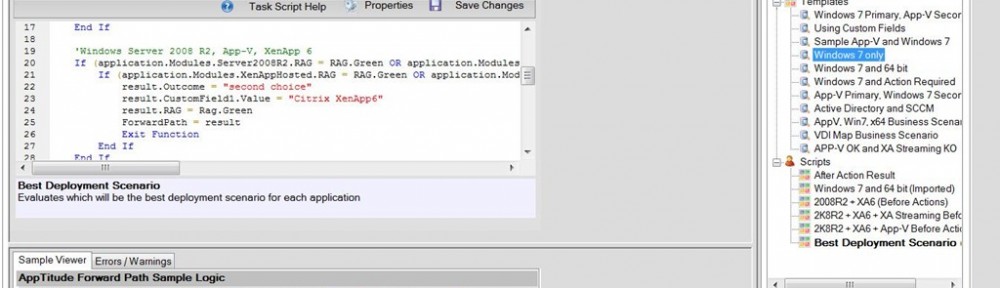 Task Script Help Properties Save Changes
17 End If
18
19 'Windows Server 2008 R2, App-V, XenApp 6
20 If (application.Modules.Server2008R2.RAG = RAG.Green OR application.Modules
21 If (application.Modules.XenAppHosted.RAG = RAG.Green OR application.Mod
22 result.Outcome = "second choice"
23 result.CustomField1.Value = "Citrix XenApp6"
24 result.RAG = Rag.Green
25 ForwardPath = result
26 Exit Function
27 End If
28 End If
Best Deployment Scenario
Evaluates which will be the best deployment scenario for each application
Sample Viewer Errors / Warnings
AppTitude Forward Path Sample Logic
Templates
Windows 7 Primary, App-V Secor
Using Custom Fields
Sample App-V and Windows 7
Windows 7 only
Windows 7 and 64 bit
Windows 7 and Action Required
App-V Primary, Windows 7 Secor
Active Directory and SCCM
AppV, Win7, x64 Business Scenar
VDI Map Business Scenario
APP-V OK and XA Streaming KO
Scripts
After Action Result
Windows 7 and 64 bit (Imported)
2008R2 + XA6 (Before Actions)
2K8R2 + XA6 + XA Streaming Befo
2K8R2 + XA6 + App-V Before Actic
Best Deployment Scenario